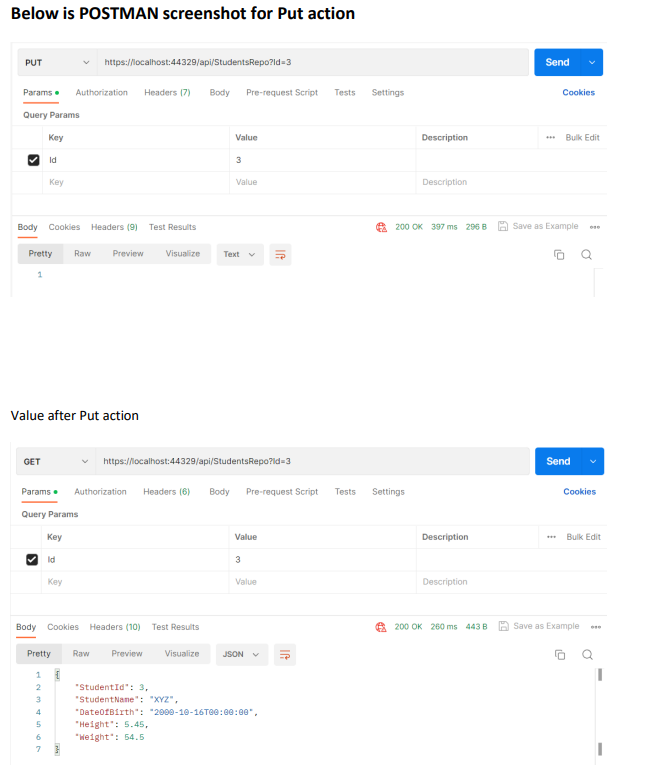 Below is POSTMAN screenshot for Put action
PUT https://localhost:44329/api/StudentsRepo?Id=3 Send
Params Authorization Headers (7) Body Pre-request Script Tests Settings Cookies
Query Params
Key Value Description ••• Bulk Edit
Id 3
Key Value Description
Body Cookies Headers (9) Test Results 200 OK 397 ms 296 B Save as Example
Pretty Raw Preview Visualize Text
1
Value after Put action
GET https://localhost:44329/api/StudentsRepo?Id=3 Send
Params Authorization Headers (6) Body Pre-request Script Tests Settings Cookies
Query Params
Key Value Description ••• Bulk Edit
Id 3
Key Value Description
Body Cookies Headers (10) Test Results 200 OK 260 ms 443 B Save as Example
Pretty Raw Preview Visualize JSON
1 {
2 "StudentId": 3,
3 "StudentName": "XYZ",
4 "DateOfBirth": "2000-10-16T00:00:00",
5 "Height": 5.45,
6 "Weight": 54.5
7 }